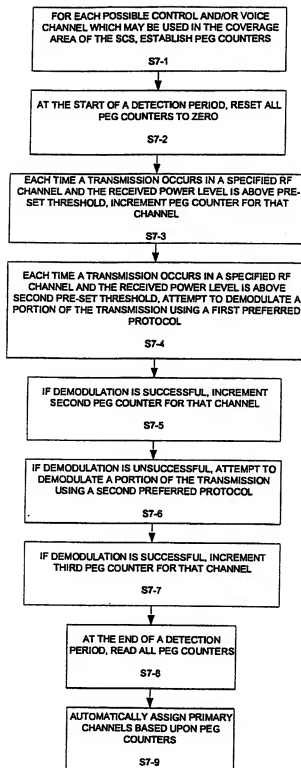 FOR EACH POSSIBLE CONTROL AND/OR VOICE
CHANNEL WHICH MAY BE USED IN THE COVERAGE
AREA OF THE SCS, ESTABLISH PEG COUNTERS
S7-1
AT THE START OF A DETECTION PERIOD, RESET ALL
PEG COUNTERS TO ZERO
S7-2
EACH TIME A TRANSMISSION OCCURS IN A SPECIFIED RF
CHANNEL AND THE RECEIVED POWER LEVEL IS ABOVE PRE-
SET THRESHOLD, INCREMENT PEG COUNTER FOR THAT
CHANNEL
S7-3
EACH TIME A TRANSMISSION OCCURS IN A SPECIFIED RF
CHANNEL AND THE RECEIVED POWER LEVEL IS ABOVE
SECOND PRE-SET THRESHOLD, ATTEMPT TO DEMODULATE A
PORTION OF THE TRANSMISSION USING A FIRST PREFERRED
PROTOCOL
S7-4
IF DEMODULATION IS SUCCESSFUL, INCREMENT
SECOND PEG COUNTER FOR THAT CHANNEL
S7-5
IF DEMODULATION IS UNSUCCESSFUL, ATTEMPT TO
DEMODULATE A PORTION OF THE TRANSMISSION
USING A SECOND PREFERRED PROTOCOL
S7-6
IF DEMODULATION IS SUCCESSFUL, INCREMENT
THIRD PEG COUNTER FOR THAT CHANNEL
S7-7
AT THE END OF A DETECTION
PERIOD, READ ALL PEG COUNTERS
S7-8
AUTOMATICALLY ASSIGN PRIMARY
CHANNELS BASED UPON PEG
COUNTERS
S7-9